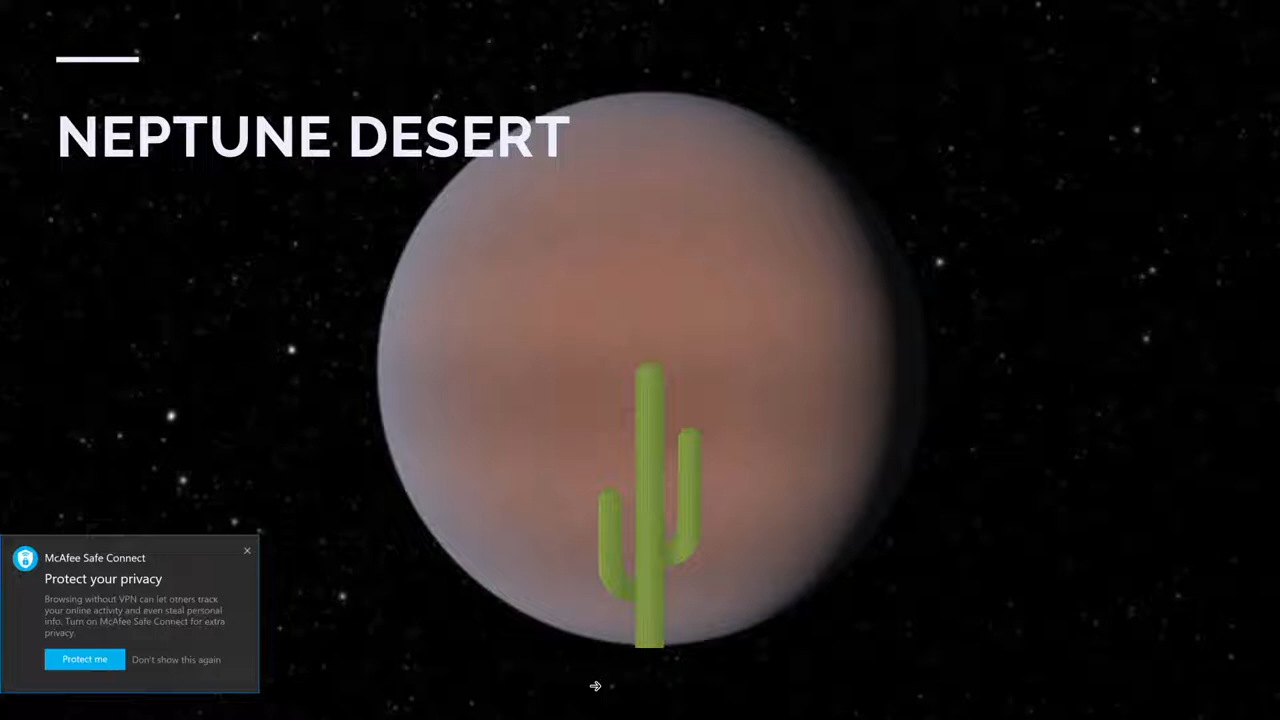 NEPTUNE DESERT
McAfee Safe Connect
Protect your privacy
Browsing without VPN can let others track
your online activity and even steal personal
info. Turn on McAfee Safe Connect for extra
privacy.
Protect me
Don't show this again